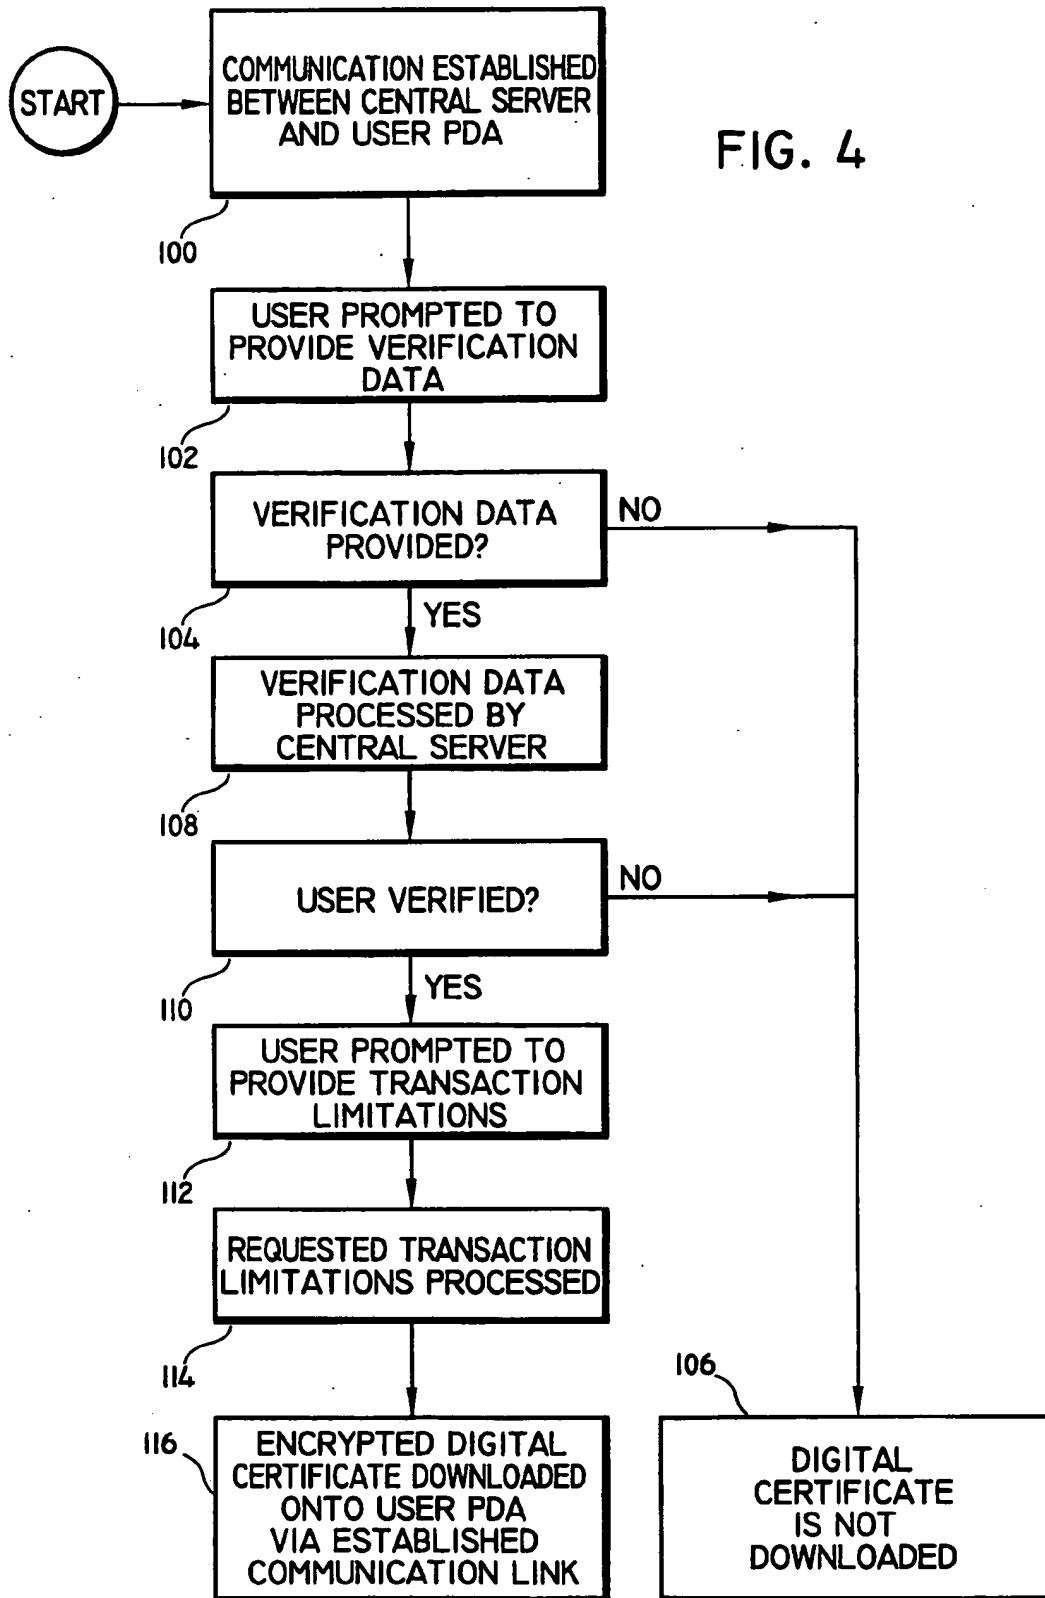 START
COMMUNICATION ESTABLISHED
BETWEEN CENTRAL SERVER
AND USER PDA
FIG. 4
100
USER PROMPTED TO
PROVIDE VERIFICATION
DATA
102
VERIFICATION DATA
PROVIDED?
NO
104
YES
VERIFICATION DATA
PROCESSED BY
CENTRAL SERVER
108
USER VERIFIED?
NO
110
YES
USER PROMPTED TO
PROVIDE TRANSACTION
LIMITATIONS
112
REQUESTED TRANSACTION
LIMITATIONS PROCESSED
114
116
ENCRYPTED DIGITAL
CERTIFICATE DOWNLOADED
ONTO USER PDA
VIA ESTABLISHED
COMMUNICATION LINK
106
DIGITAL
CERTIFICATE
IS NOT
DOWNLOADED